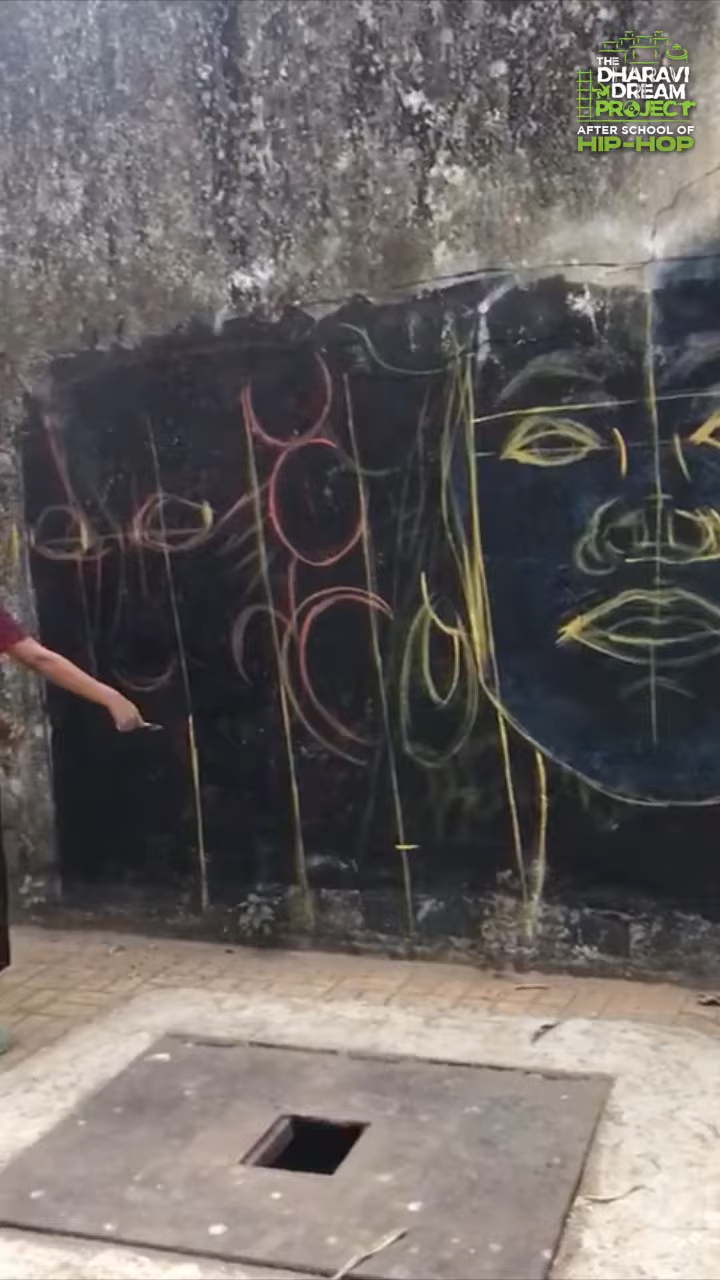 THE
DHARAVI
DREAM
PROJECT
AFTER SCHOOL OF
HIP-HOP